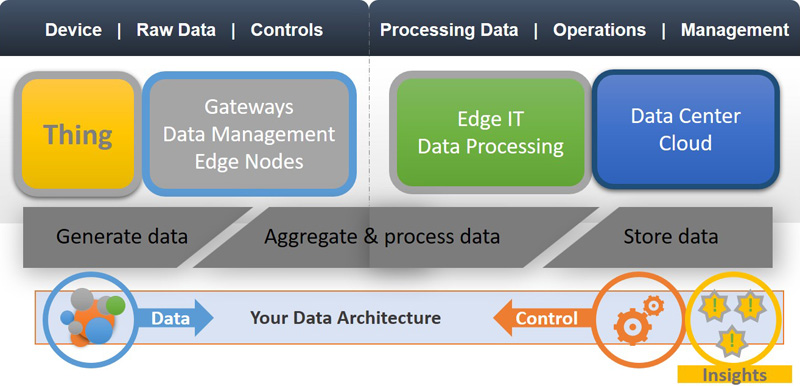 Device | Raw Data | Controls
Processing Data | Operations | Management
Thing
Gateways
Data Management
Edge Nodes
Edge IT
Data Processing
Data Center
Cloud
Generate data
Aggregate & process data
Store data
Data
Your Data Architecture
Control
! ! !
Insights